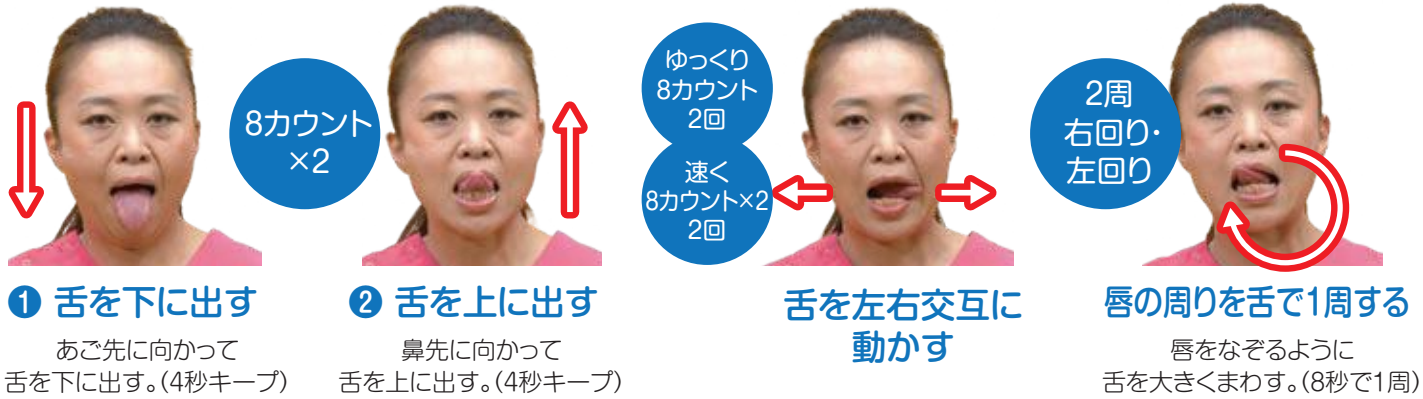 8カウント
×2
❶ 舌を下に出す
あご先に向かって
舌を下に出す。(4秒キープ)
❷ 舌を上に出す
鼻先に向かって
舌を上に出す。(4秒キープ)
ゆっくり
8カウント
2回
速く
8カウント×2
2回
舌を左右交互に
動かす
2周
右回り・
左回り
唇の周りを舌で1周する
唇をなぞるように
舌を大きくまわす。(8秒で1周)